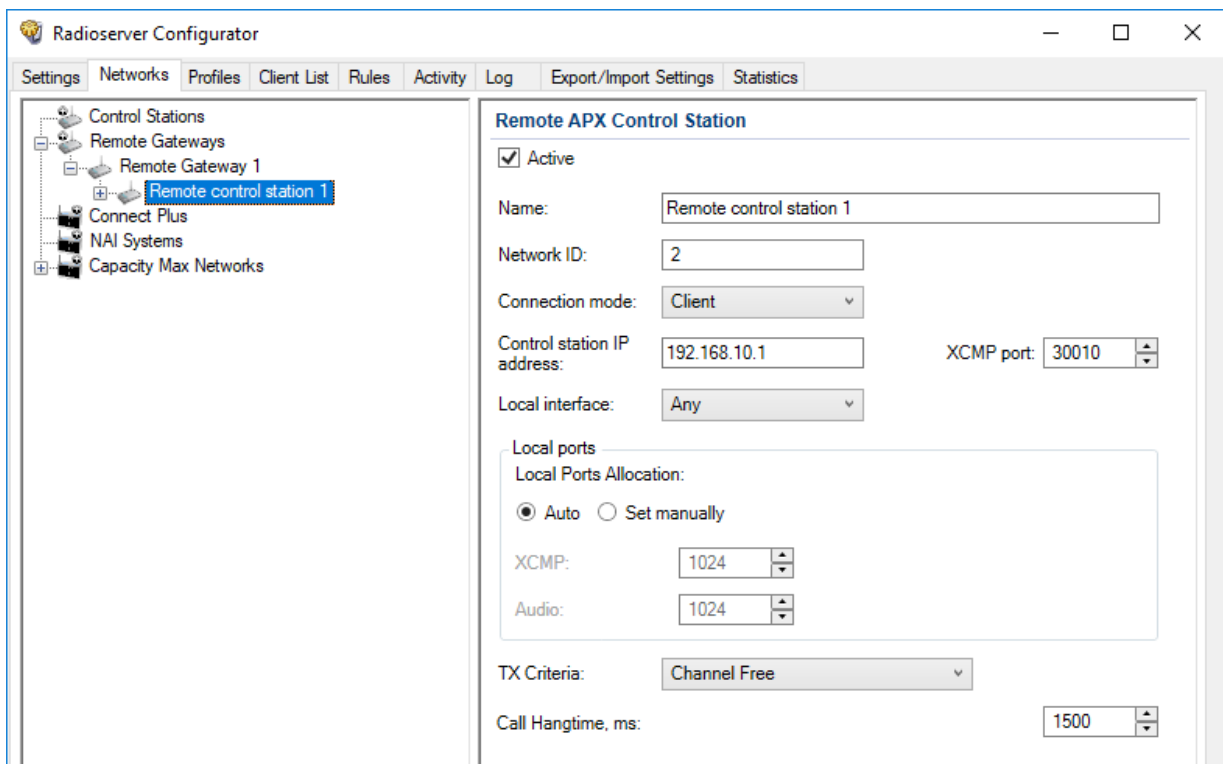 Radioserver Configurator
Settings Networks Profiles Client List Rules Activity Log Export/Import Settings Statistics
Control Stations
Remote Gateways
Remote Gateway 1
Remote control station 1
Connect Plus
NAI Systems
Capacity Max Networks
Remote APX Control Station
Active
Name: Remote control station 1
Network ID: 2
Connection mode: Client
Control station IP
address: 192.168.10.1 XCMP port: 30010
Local interface: Any
Local ports
Local Ports Allocation:
Auto Set manually
XCMP: 1024
Audio: 1024
TX Criteria: Channel Free
Call Hangtime, ms: 1500